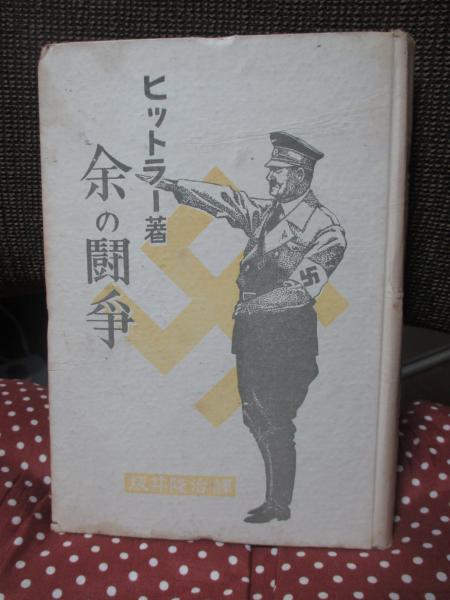 ヒットラー著
余の闘争
坂井隆治譯